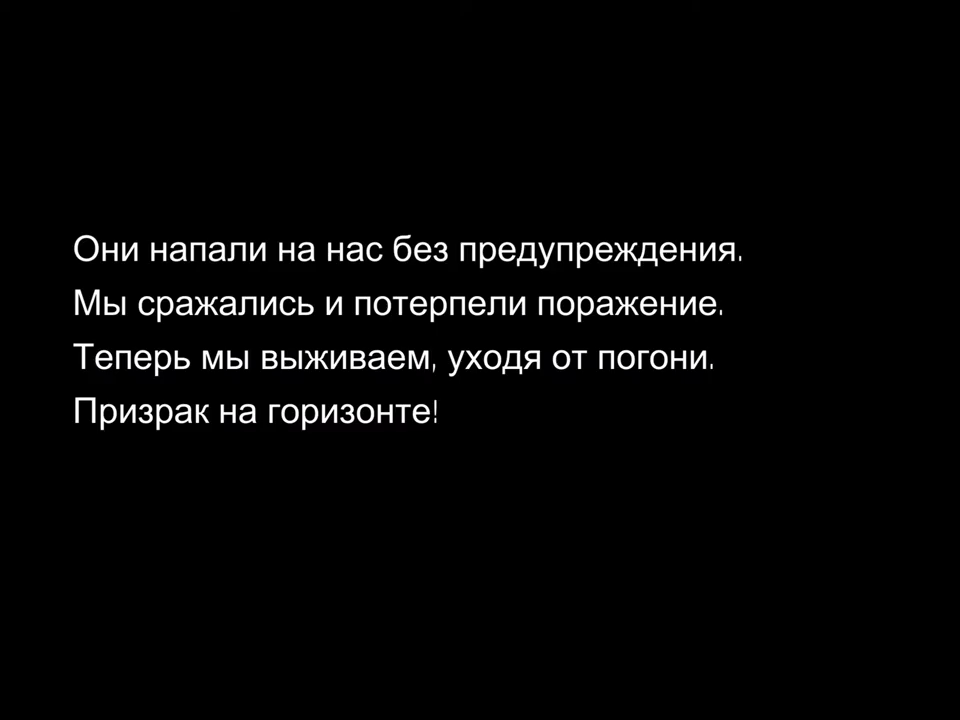 Они напали на нас без предупреждения.
Мы сражались и потерпели поражение.
Теперь мы выживаем, уходя от погони.
Призрак на горизонте!